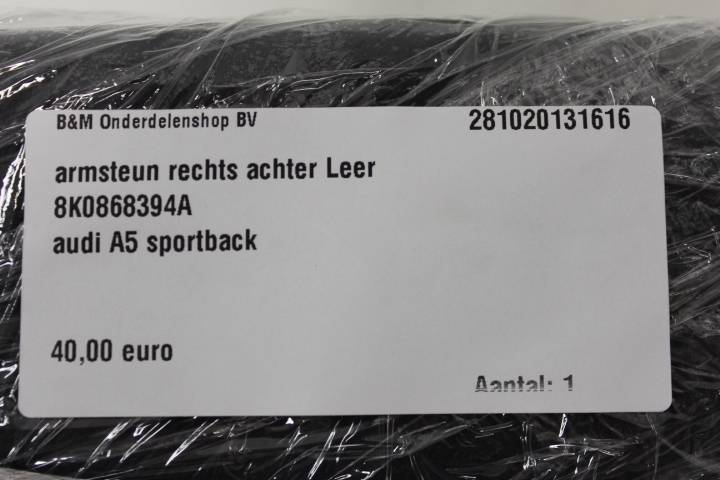 B&M Onderdelenshop BV 281020131616
armsteun rechts achter Leer
8K0868394A
audi A5 sportback
40,00 euro
Aantal: 1